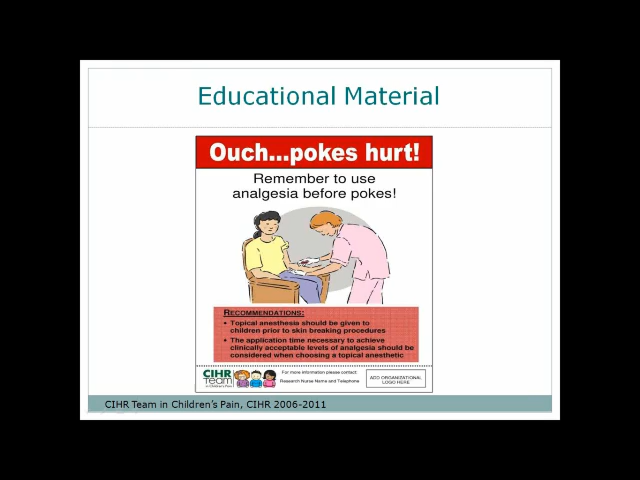 Educational Material
Ouch...pokes hurt!
Remember to use
analgesia before pokes!
RECOMMENDATIONS:
• Topical anesthesia should be given to
children prior to skin breaking procedures
• The application time necessary to achieve
clinically acceptable levels of analgesia should be
considered when choosing a topical anesthetic
CIHR
Team
in Children's Pain
For more information please contact:
Research Nurse Name and Telephone
ADD ORGANIZATIONAL
LOGO HERE
CIHR Team in Children's Pain, CIHR 2006-2011